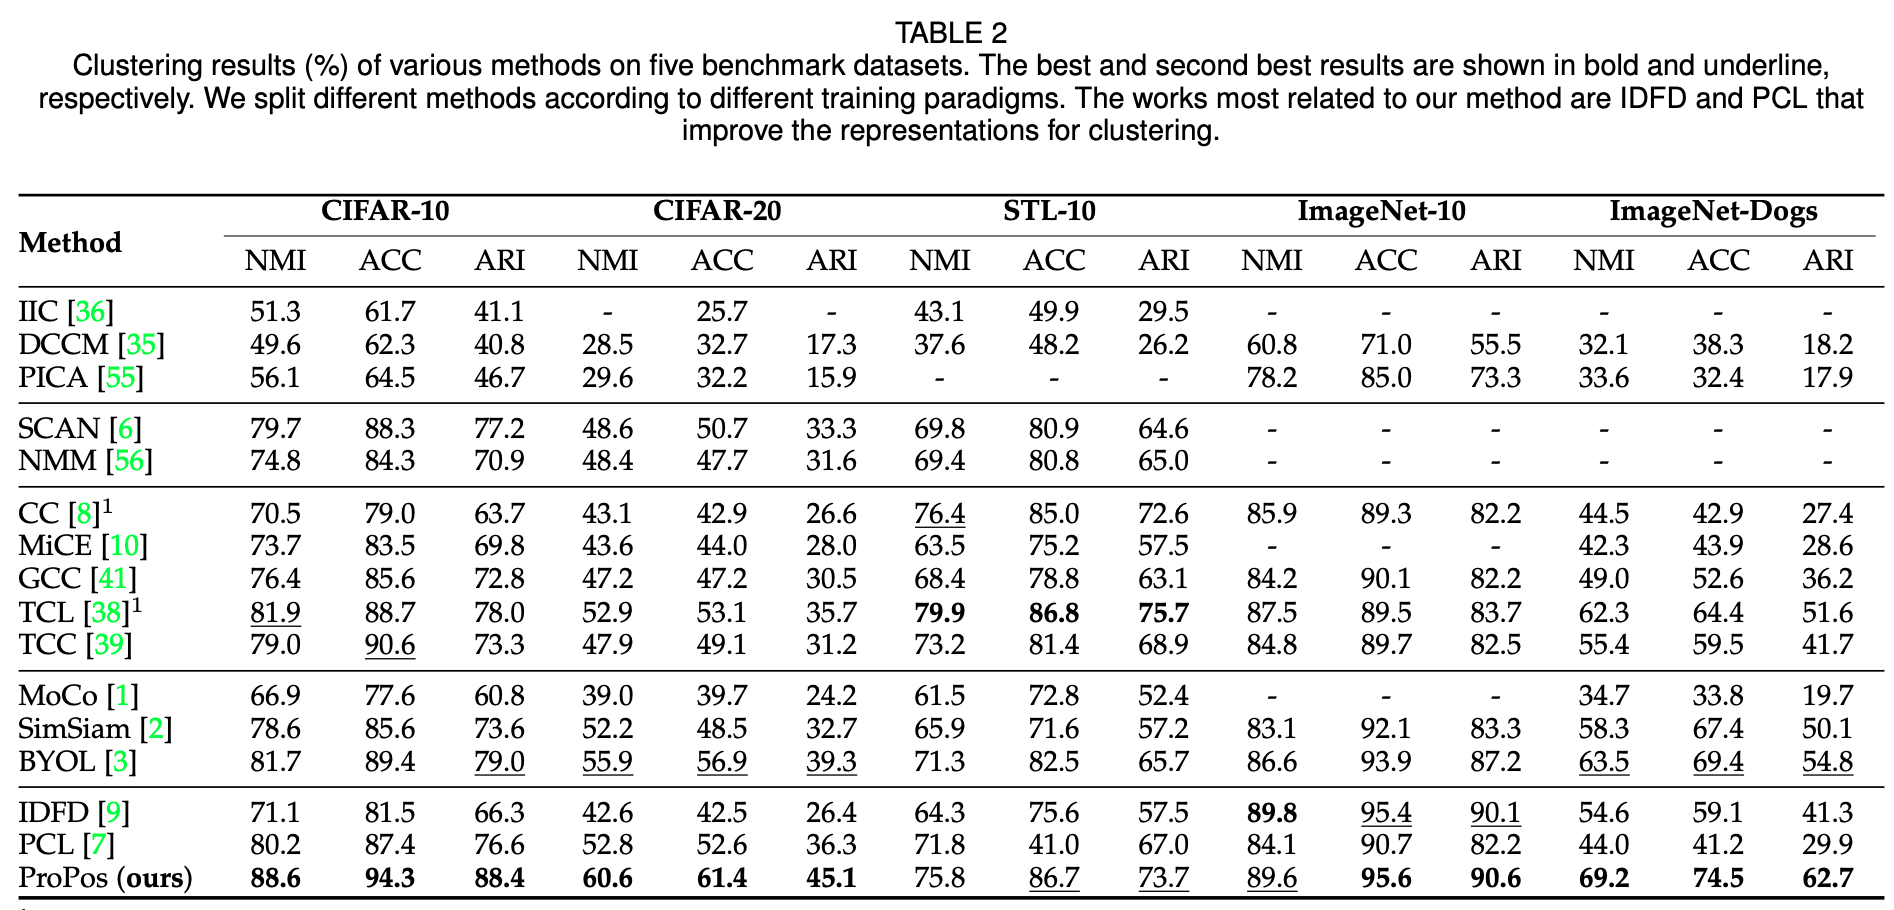 TABLE 2
Clustering results (%) of various methods on five benchmark datasets. The best and second best results are shown in bold and underline,
respectively. We split different methods according to different training paradigms. The works most related to our method are IDFD and PCL that
improve the representations for clustering.
Method CIFAR-10 CIFAR-20 STL-10 ImageNet-10 ImageNet-Dogs
NMI ACC ARI NMI ACC ARI NMI ACC ARI NMI ACC ARI NMI ACC ARI
IIC [36] 51.3 61.7 41.1 - 25.7 - 43.1 49.9 29.5 - - - - - -
DCCM [35] 49.6 62.3 40.8 28.5 32.7 17.3 37.6 48.2 26.2 60.8 71.0 55.5 32.1 38.3 18.2
PICA [55] 56.1 64.5 46.7 29.6 32.2 15.9 - - - 78.2 85.0 73.3 33.6 32.4 17.9
SCAN [6] 79.7 88.3 77.2 48.6 50.7 33.3 69.8 80.9 64.6 - - - - - -
NMM [56] 74.8 84.3 70.9 48.4 47.7 31.6 69.4 80.8 65.0 - - - - - -
CC [8]¹ 70.5 79.0 63.7 43.1 42.9 26.6 76.4 85.0 72.6 85.9 89.3 82.2 44.5 42.9 27.4
MiCE [10] 73.7 83.5 69.8 43.6 44.0 28.0 63.5 75.2 57.5 - - - 42.3 43.9 28.6
GCC [41] 76.4 85.6 72.8 47.2 47.2 30.5 68.4 78.8 63.1 84.2 90.1 82.2 49.0 52.6 36.2
TCL [38]¹ 81.9 88.7 78.0 52.9 53.1 35.7 79.9 86.8 75.7 87.5 89.5 83.7 62.3 64.4 51.6
TCC [39] 79.0 90.6 73.3 47.9 49.1 31.2 73.2 81.4 68.9 84.8 89.7 82.5 55.4 59.5 41.7
MoCo [1] 66.9 77.6 60.8 39.0 39.7 24.2 61.5 72.8 52.4 - - - 34.7 33.8 19.7
SimSiam [2] 78.6 85.6 73.6 52.2 48.5 32.7 65.9 71.6 57.2 83.1 92.1 83.3 58.3 67.4 50.1
BYOL [3] 81.7 89.4 79.0 55.9 56.9 39.3 71.3 82.5 65.7 86.6 93.9 87.2 63.5 69.4 54.8
IDFD [9] 71.1 81.5 66.3 42.6 42.5 26.4 64.3 75.6 57.5 89.8 95.4 90.1 54.6 59.1 41.3
PCL [7] 80.2 87.4 76.6 52.8 52.6 36.3 71.8 41.0 67.0 84.1 90.7 82.2 44.0 41.2 29.9
ProPos (ours) 88.6 94.3 88.4 60.6 61.4 45.1 75.8 86.7 73.7 89.6 95.6 90.6 69.2 74.5 62.7